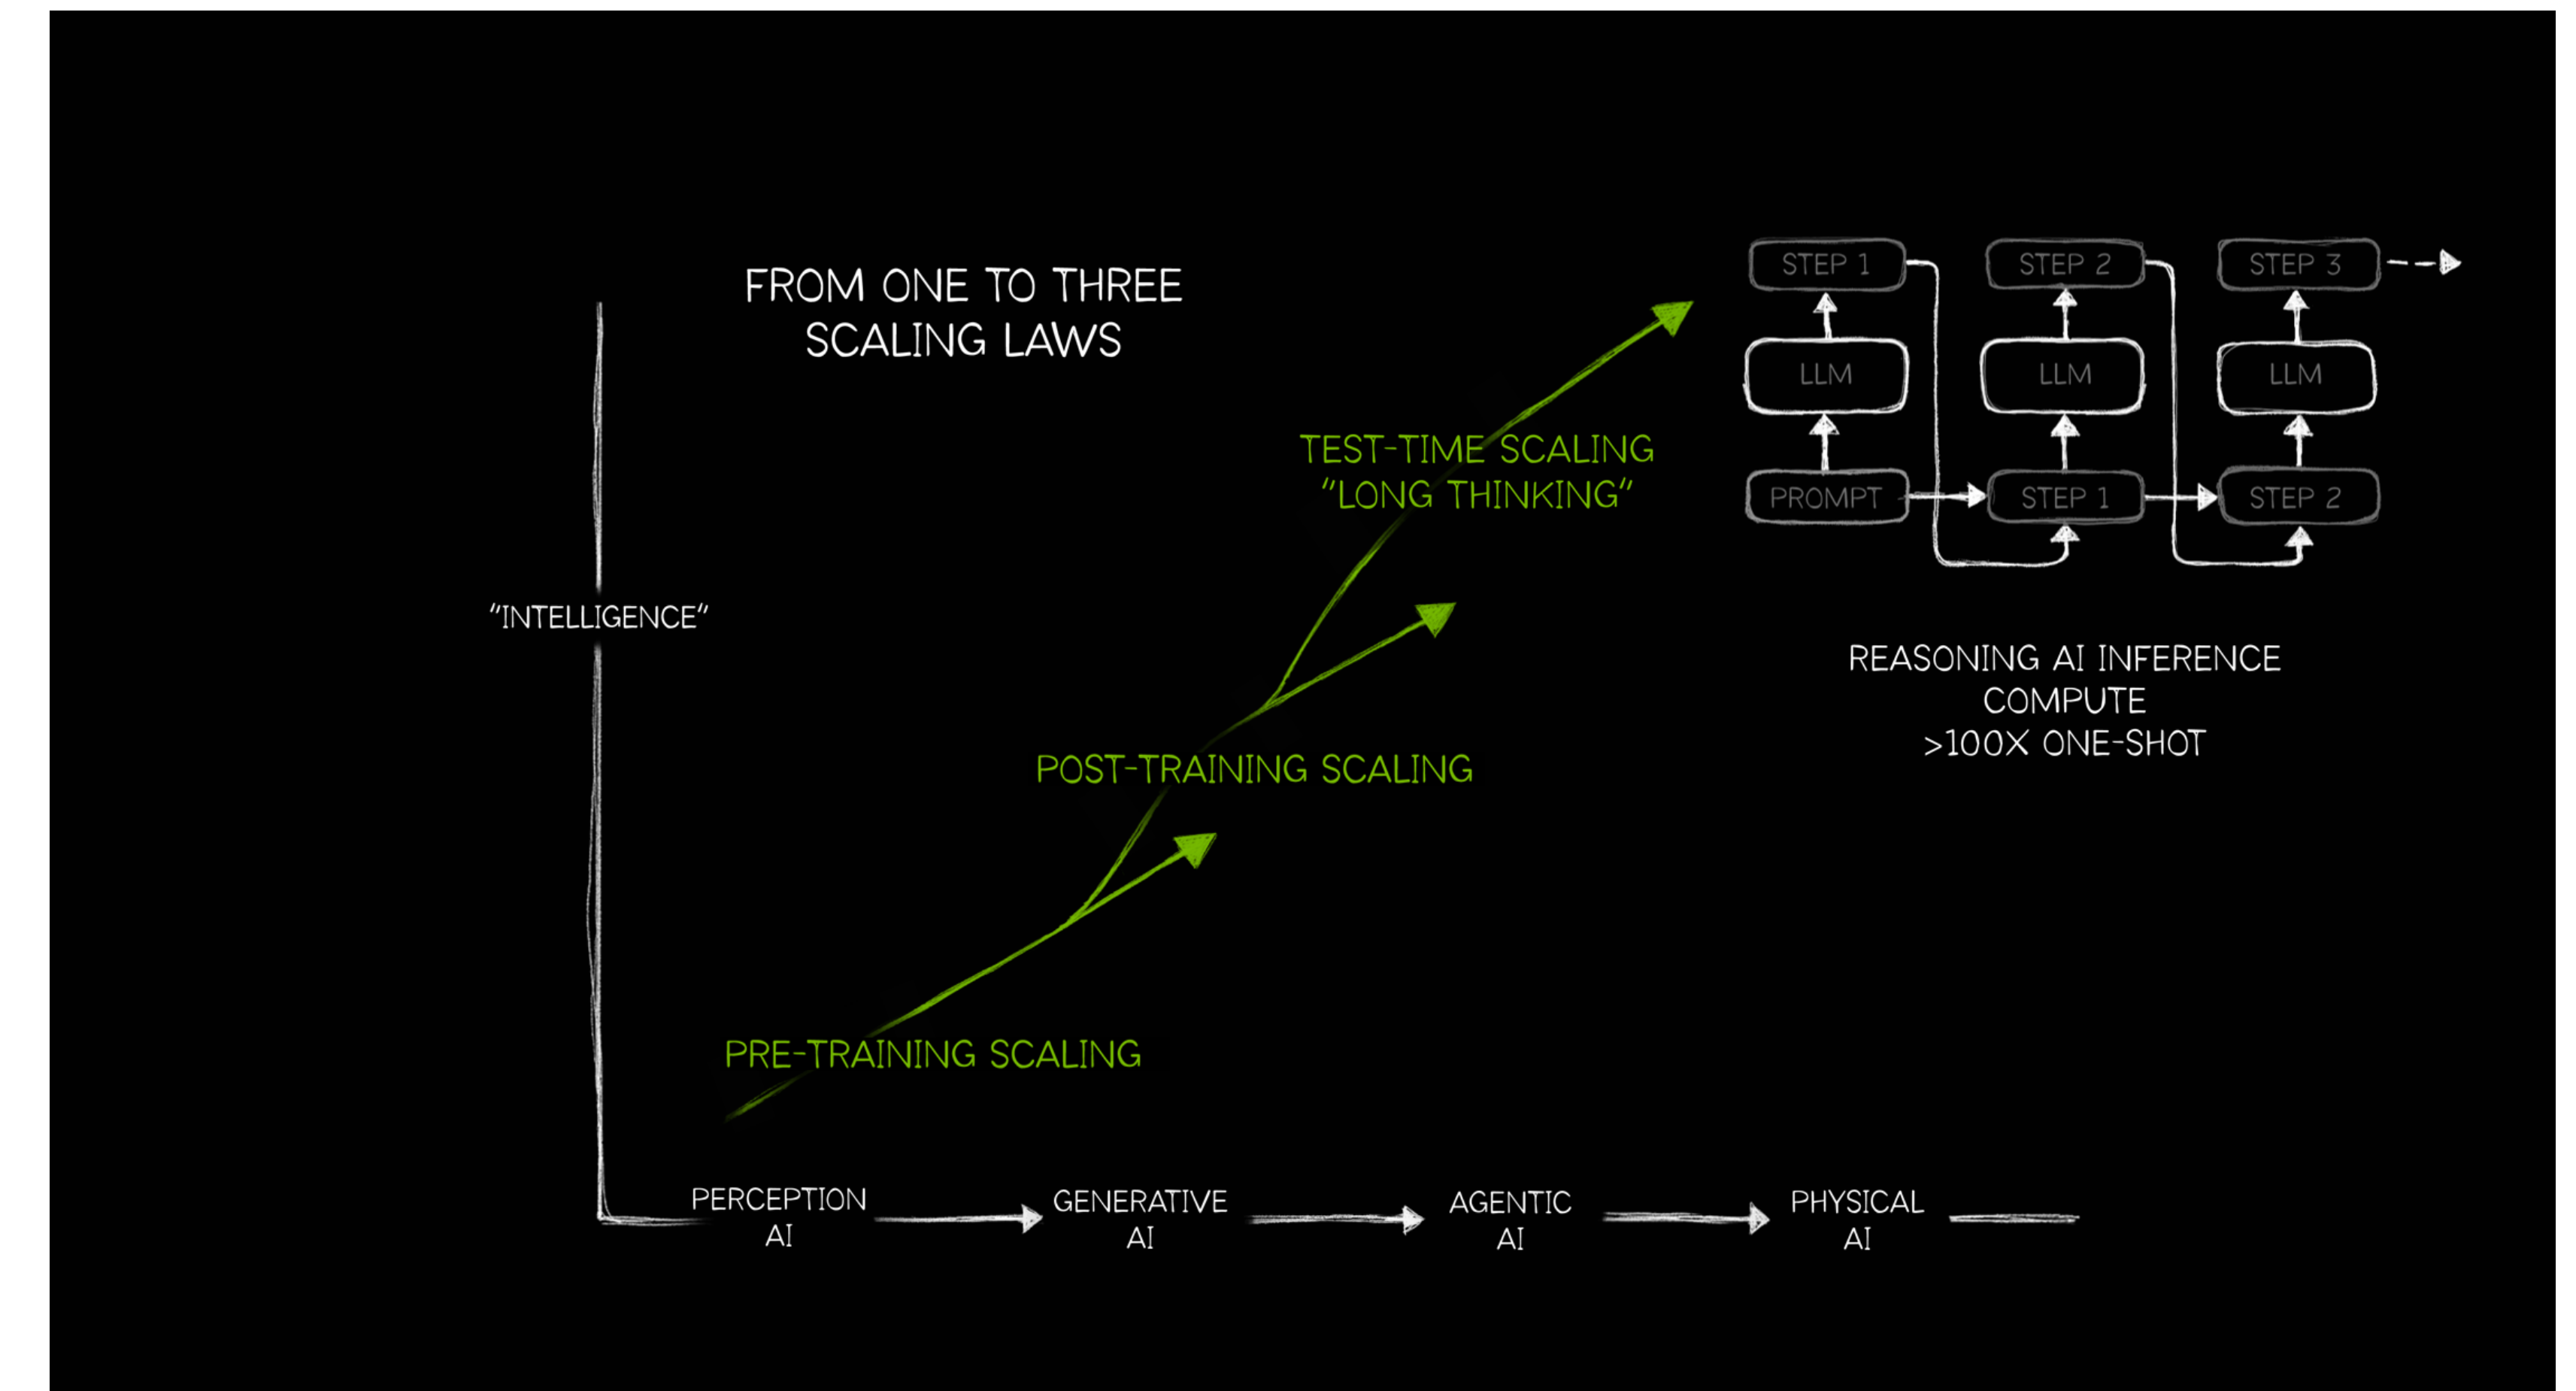 FROM ONE TO THREE
SCALING LAWS
"INTELLIGENCE"
TEST-TIME SCALING
"LONG THINKING"
POST-TRAINING SCALING
PRE-TRAINING SCALING
STEP 1
STEP 2
STEP 3
LLM
LLM
LLM
PROMPT
STEP 1
STEP 2
REASONING AI INFERENCE
COMPUTE
>100X ONE-SHOT
PERCEPTION
AI
GENERATIVE
AI
AGENTIC
AI
PHYSICAL
AI